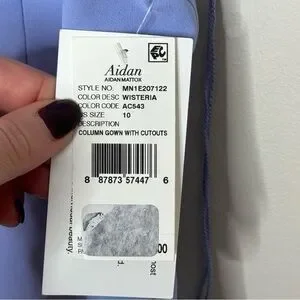 Aidan
AIDAN MATTOX
STYLE NO. MN1E207122
COLOR DESC WISTERIA
COLOR CODE AC543
US SIZE 10
DESCRIPTION
COLUMN GOWN WITH CUTOUTS
8 87873 57447 6